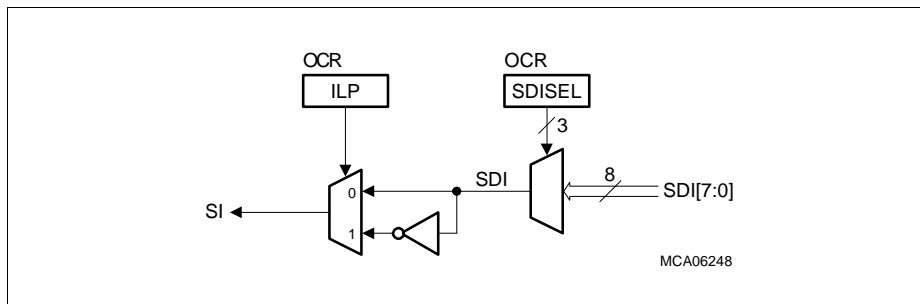 OCR
OCR
ILP
SDISEL
3
SDI
8
SDI[7:0]
0
SI
1
MCA06248